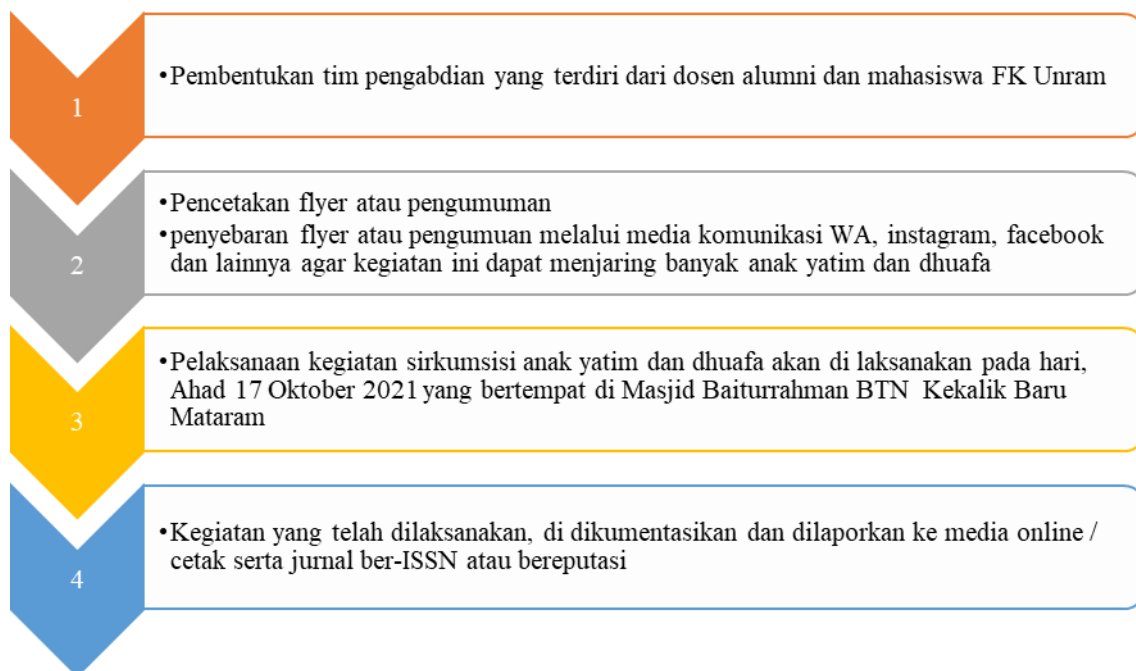 1
•Pembentukan tim pengabdian yang terdiri dari dosen alumni dan mahasiswa FK Unram
2
•Pencetakan flyer atau pengumuman
•penyebaran flyer atau pengumuan melalui media komunikasi WA, instagram, facebook
dan lainnya agar kegiatan ini dapat menjaring banyak anak yatim dan dhuafa
3
•Pelaksanaan kegiatan sirkumsisi anak yatim dan dhuafa akan di laksanakan pada hari,
Ahad 17 Oktober 2021 yang bertempat di Masjid Baiturrahman BTN Kekalik Baru
Mataram
4
•Kegiatan yang telah dilaksanakan, di dikumentasikan dan dilaporkan ke media online /
cetak serta jurnal ber-ISSN atau bereputasi